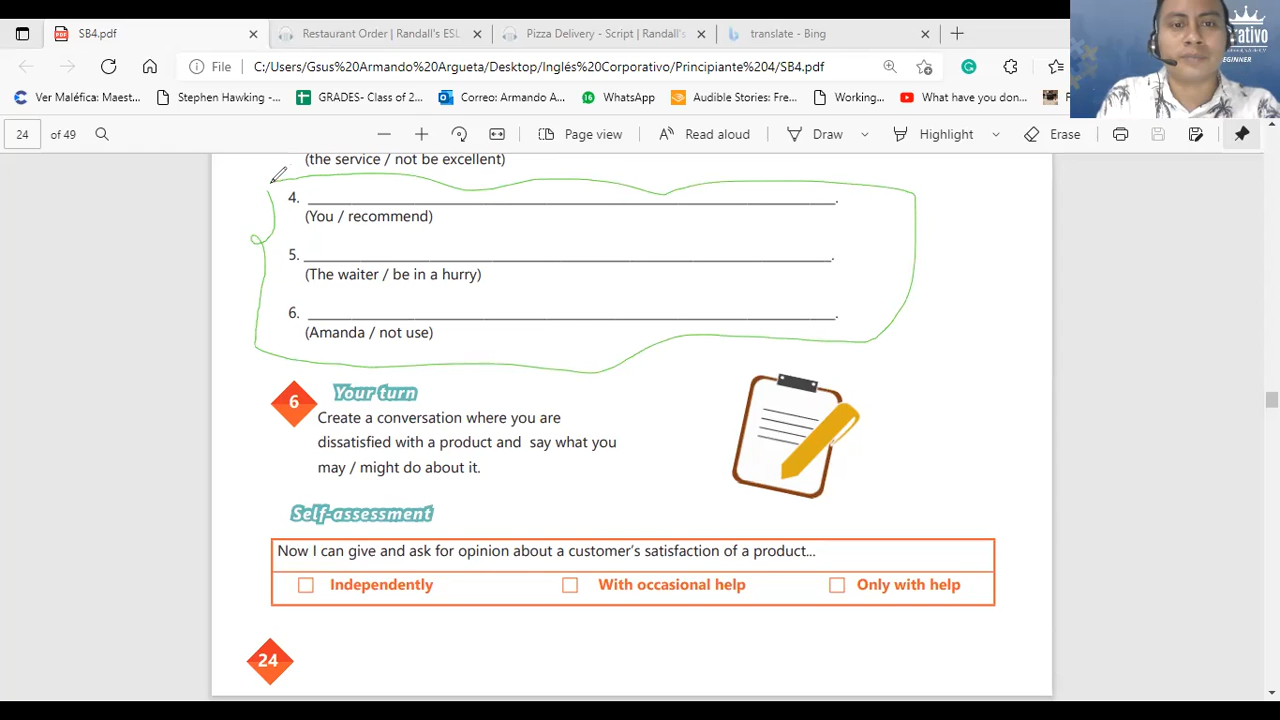 SB4.pdf
Restaurant Order | Randall's ESL
Pizza Delivery - Script | Randall's
translate - Bing
File
C:/Users/Gsus%20Armando%20Argueta/Desktop/Inglés%20Corporativo/Principiante%204/SB4.pdf
Ver Maléfica: Maest...
Stephen Hawking -...
GRADES- Class of 2...
Correo: Armando A...
WhatsApp
Audible Stories: Fre...
Working...
What have you don...
24
of 49
Page view
Read aloud
Draw
Highlight
Erase
(the service / not be excellent)
4. ______________________________.
(You / recommend)
5. ______________________________.
(The waiter / be in a hurry)
6. ______________________________.
(Amanda / not use)
6
Your turn
Create a conversation where you are
dissatisfied with a product and say what you
may / might do about it.
Self-assessment
Now I can give and ask for opinion about a customer's satisfaction of a product...
Independently
With occasional help
Only with help
24